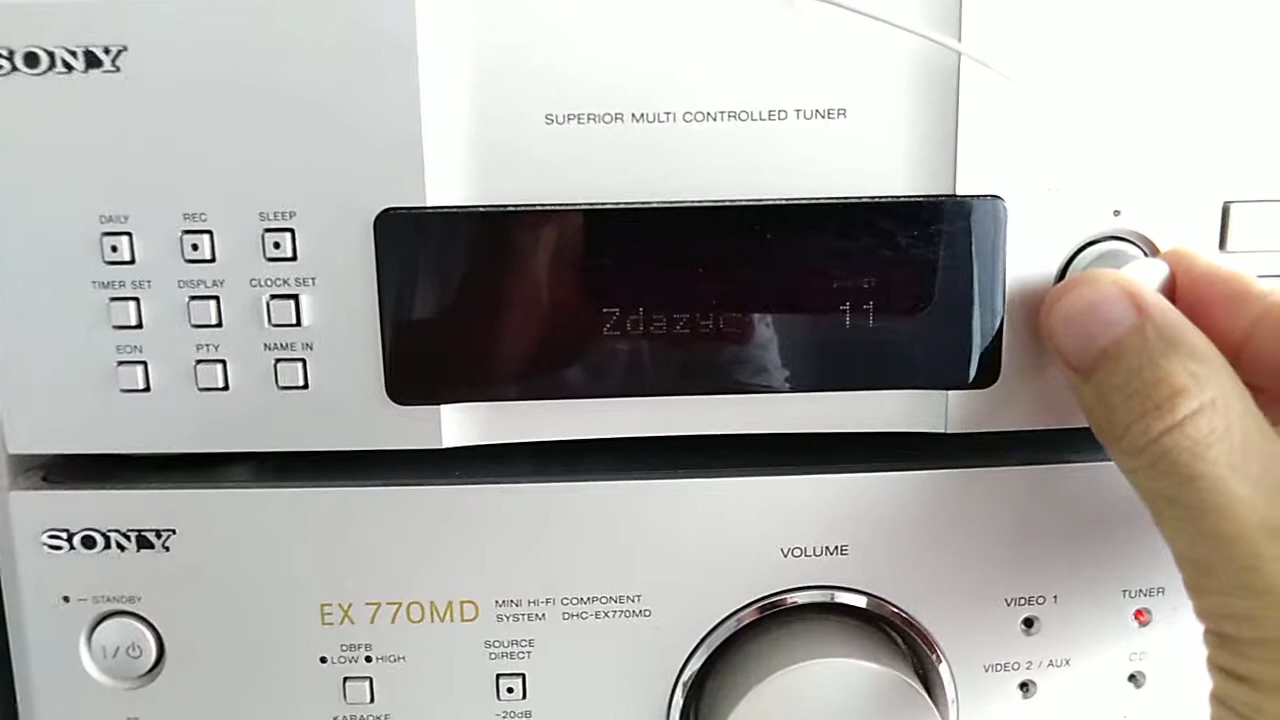 SONY
SUPERIOR MULTI CONTROLLED TUNER
DAILY REC SLEEP
TIMER SET DISPLAY CLOCK SET
EON PTY NAME IN
11
SONY
VOLUME
STANDBY
EX 770MD
MINI HI-FI COMPONENT
SYSTEM DHC-EX770MD
VIDEO 1
TUNER
I/⏻
DBFB
LOW HIGH
SOURCE
DIRECT
VIDEO 2 / AUX
CD
KARAOKE
-20dB